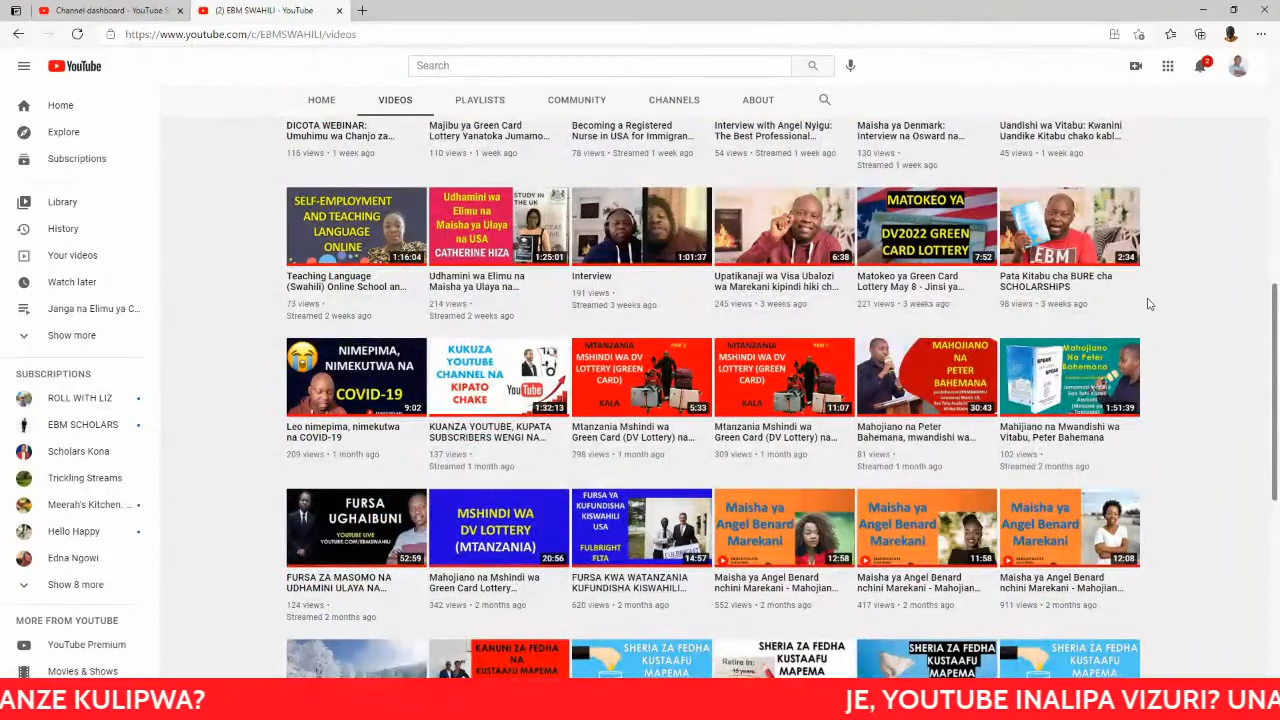 Channel dashboard - YouTube S
(2) EBM SWAHILI - YouTube
https://www.youtube.com/c/EBMSWAHILI/videos
YouTube
Search
2
HOME VIDEOS PLAYLISTS COMMUNITY CHANNELS ABOUT
Home
Explore
Subscriptions
Library
History
Your videos
Watch later
Janga na Elimu ya C...
Show more
SUBSCRIPTIONS
ROLL WITH LIZ
EBM SCHOLARS
Scholars Kona
Trickling Streams
Meerah's Kitchen. ...
Hello Happy
Edna Ngowi
Show 8 more
MORE FROM YOUTUBE
YouTube Premium
Movies & Shows
DICOTA WEBINAR:
Umuhimu wa Chanjo za...
116 views • 1 week ago
Majibu ya Green Card
Lottery Yanatoka Jumamo...
110 views • 1 week ago
Becoming a Registered
Nurse in USA for Immigran...
78 views • Streamed 1 week ago
Interview with Angel Nyigu:
The Best Professional...
54 views • Streamed 1 week ago
Maisha ya Denmark:
Interview na Osward na...
130 views •
Streamed 1 week ago
Uandishi wa Vitabu: Kwanini
Uandike Kitabu chako kabl...
45 views • 1 week ago
SELF-EMPLOYMENT
AND TEACHING
LANGUAGE
ONLINE
1:16:04
Teaching Language
(Swahili) Online School an...
73 views •
Streamed 2 weeks ago
Udhamini wa
Elimu na
Maisha ya Ulaya
na USA
CATHERINE HIZA
STUDY IN
THE UK
1:25:01
Udhamini wa Elimu na
Maisha ya Ulaya na...
214 views •
Streamed 2 weeks ago
1:01:37
Interview
191 views •
Streamed 3 weeks ago
6:38
Upatikanaji wa Visa Ubalozi
wa Marekani kipindi hiki ch...
245 views • 3 weeks ago
MATOKEO YA
DV2022 GREEN
CARD LOTTERY
7:52
Matokeo ya Green Card
Lottery May 8 - Jinsi ya...
221 views • 3 weeks ago
EBM
2:34
Pata Kitabu cha BURE cha
SCHOLARSHIPS
98 views • 3 weeks ago
NIMEPIMA,
NIMEKUTWA NA
COVID-19
9:02
Leo nimepima, nimekutwa
na COVID-19
209 views • 1 month ago
KUKUZA
YOUTUBE
CHANNEL NA
KIPATO
CHAKE
YouTube
1:32:13
KUANZA YOUTUBE, KUPATA
SUBSCRIBERS WENGI NA...
137 views •
Streamed 1 month ago
MTANZANIA
MSHINDI WA DV
LOTTERY (GREEN
CARD)
KALA
PART 2
5:33
Mtanzania Mshindi wa
Green Card (DV Lottery) na...
298 views • 1 month ago
MTANZANIA
MSHINDI WA DV
LOTTERY (GREEN
CARD)
KALA
PART 1
11:07
Mtanzania Mshindi wa
Green Card (DV Lottery) na...
309 views • 1 month ago
MAHOJIANO
NA
PETER
BAHEMANA
30:43
Mahojiano na Peter
Bahemana, mwandishi wa...
81 views •
Streamed 1 month ago
Mahojiano
Na Peter
Bahemana
SPEAK
1:51:39
Mahijiano na Mwandishi wa
Vitabu, Peter Bahemana
102 views •
Streamed 2 months ago
FURSA
UGHAIBUNI
YOUTUBE LIVE
YOUTUBE.COM/EBMSWAHILI
52:59
FURSA ZA MASOMO NA
UDHAMINI ULAYA NA...
124 views •
Streamed 2 months ago
MSHINDI WA
DV LOTTERY
(MTANZANIA)
20:56
Mahojiano na Mshindi wa
Green Card Lottery...
342 views • 2 months ago
FURSA YA
KUFUNDISHA
KISWAHILI
USA
FULBRIGHT
FLTA
14:57
FURSA KWA WATANZANIA
KUFUNDISHA KISWAHILI...
620 views • 2 months ago
Maisha ya
Angel Benard
Marekani
12:58
Maisha ya Angel Benard
nchini Marekani - Mahojian...
552 views • 2 months ago
Maisha ya
Angel Benard
Marekani
11:58
Maisha ya Angel Benard
nchini Marekani - Mahojian...
417 views • 2 months ago
Maisha ya
Angel Benard
Marekani
12:08
Maisha ya Angel Benard
nchini Marekani - Mahojian...
911 views • 2 months ago
KANUNI ZA FEDHA
NA
KUSTAAFU MAPEMA
SHERIA ZA FEDHA
KUSTAAFU
MAPEMA
SHERIA ZA FEDHA
KUSTAAFU
MAPEMA
Retire In:
SHERIA ZA FEDHA
KUSTAAFU
MAPEMA
SHERIA ZA FEDHA
KUSTAAFU
MAPEMA
ANZE KULIPWA? JE, YOUTUBE INALIPA VIZURI? UNA